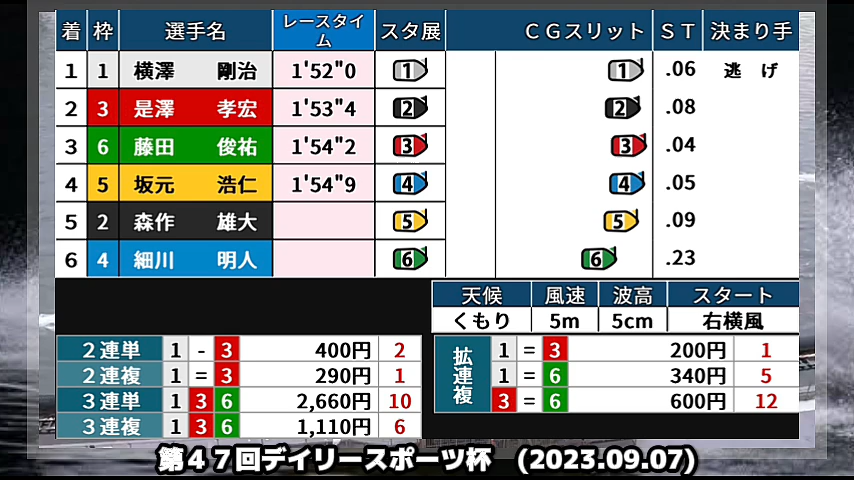 着 枠 選手名 レースタイム スタ展 CGスリット ST 決まり手
1 1 横澤 剛治 1'52"0 1 1 .06 逃げ
2 3 是澤 孝宏 1'53"4 2 2 .08
3 6 藤田 俊祐 1'54"2 3 3 .04
4 5 坂元 浩仁 1'54"9 4 4 .05
5 2 森作 雄大 5 5 .09
6 4 細川 明人 6 6 .23
天候 風速 波高 スタート
くもり 5m 5cm 右横風
2連単 1 - 3 400円 2
2連複 1 = 3 290円 1
3連単 1 3 6 2,660円 10
3連複 1 3 6 1,110円 6
拡連複 1 = 3 200円 1
1 = 6 340円 5
3 = 6 600円 12
第47回デイリースポーツ杯 (2023.09.07)